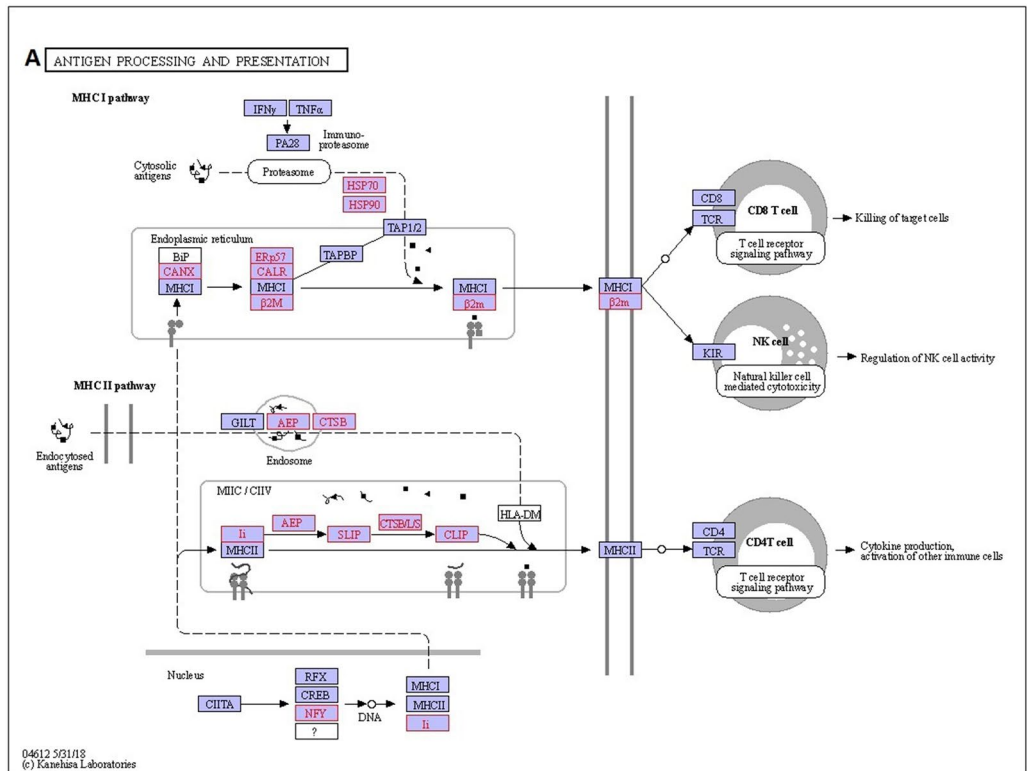 A ANTIGEN PROCESSING AND PRESENTATION
MHC I pathway
IFNγ TNFα
PA28
Immuno-
proteasome
Cytosolic
antigens
Proteasome
HSP70
HSP90
TAP1/2
Endoplasmic reticulum
BiP
CANX
MHCI
ERp57
CALR
MHCI
β2M
TAPBP
MHCI
β2m
MHCI
β2m
CD8
TCR
CD8 T cell
T cell receptor
signaling pathway
Killing of target cells
KIR
NK cell
Natural killer cell
mediated cytotoxicity
Regulation of NK cell activity
MHC II pathway
Endocytosed
antigens
GILT AEP CTSB
Endosome
MIIC / CIIV
Ii
MHCII
AEP
SLIP
CTSB/L/S
CLIP
HLA-DM
MHCII
CD4
TCR
CD4T cell
T cell receptor
signaling pathway
Cytokine production,
activation of other immune cells
Nucleus
CIITA
RFX
CREB
NFY
?
DNA
MHCI
MHCII
Ii
04612 5/31/18
(c) Kanehisa Laboratories